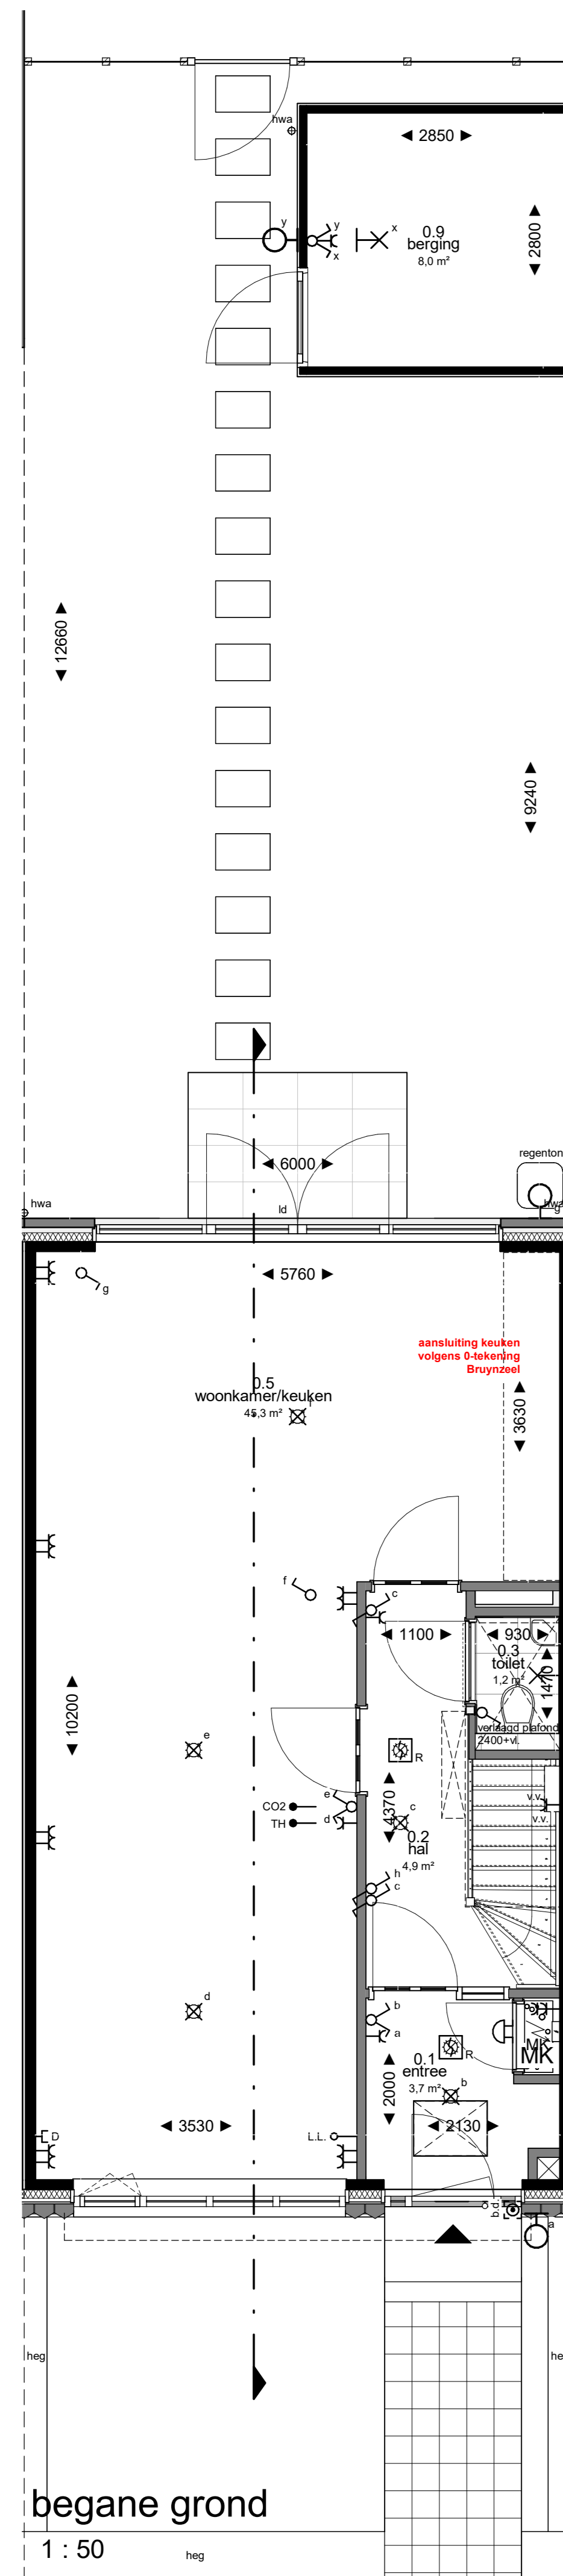 hwa
2850
y
y
x
x
0.9
berging
8,0 m²
2800
12660
9240
6000
regenton
hwa
hwa
g
ld
5760
g
aansluiting keuken
volgens 0-tekening
Bruynzeel
0.5
woonkamer/keuken
45,3 m²
f
3630
f
c
1100
930
0.3
toilet
1,2 m²
1470
verlaagd plafond
2400+vl.
10200
e
R
e
CO2
TH
d
c
4370
0.2
hal
4,9 m²
v.v.
v.v.
h
c
d
b
a
R
0.1
entree
3,7 m²
b
MK
MK
2000
D
3530
L.L.
2130
b.d.
a
heg
he
begane grond
1 : 50
heg